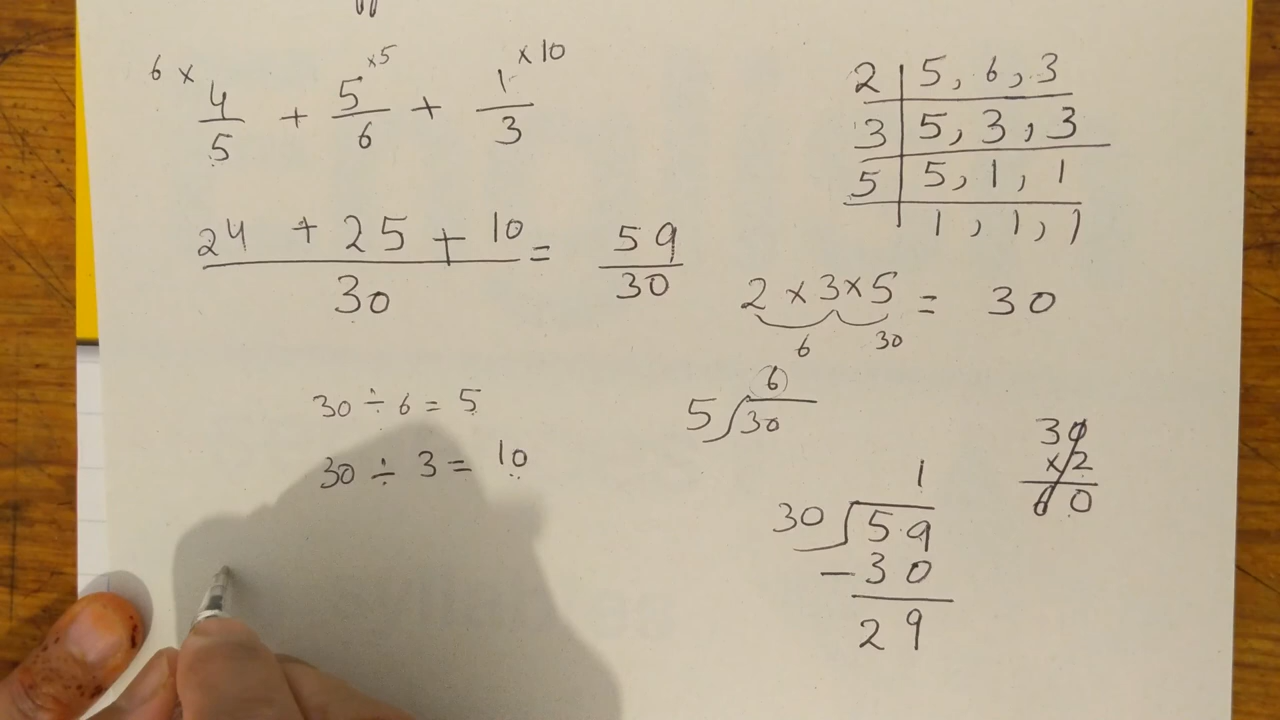 6 × 4/5 + 5/6 ×5 + 1/3 ×10
24 + 25 + 10 / 30 = 59/30
30 ÷ 6 = 5
30 ÷ 3 = 10
2 | 5, 6, 3
3 | 5, 3, 3
5 | 5, 1, 1
1, 1, 1
2 × 3 × 5 = 30
6 30
6
5 30
1
30 59
- 30
29
30
×2
60